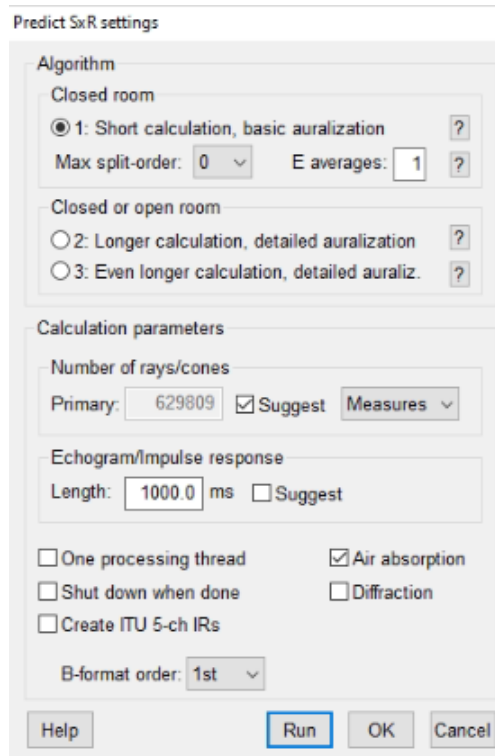 Predict SxR settings
Algorithm
Closed room
1: Short calculation, basic auralization ?
Max split-order: 0 E averages: 1 ?
Closed or open room
2: Longer calculation, detailed auralization ?
3: Even longer calculation, detailed auraliz. ?
Calculation parameters
Number of rays/cones
Primary: 629809 Suggest Measures
Echogram/Impulse response
Length: 1000.0 ms Suggest
One processing thread Air absorption
Shut down when done Diffraction
Create ITU 5-ch IRs
B-format order: 1st
Help Run OK Cancel